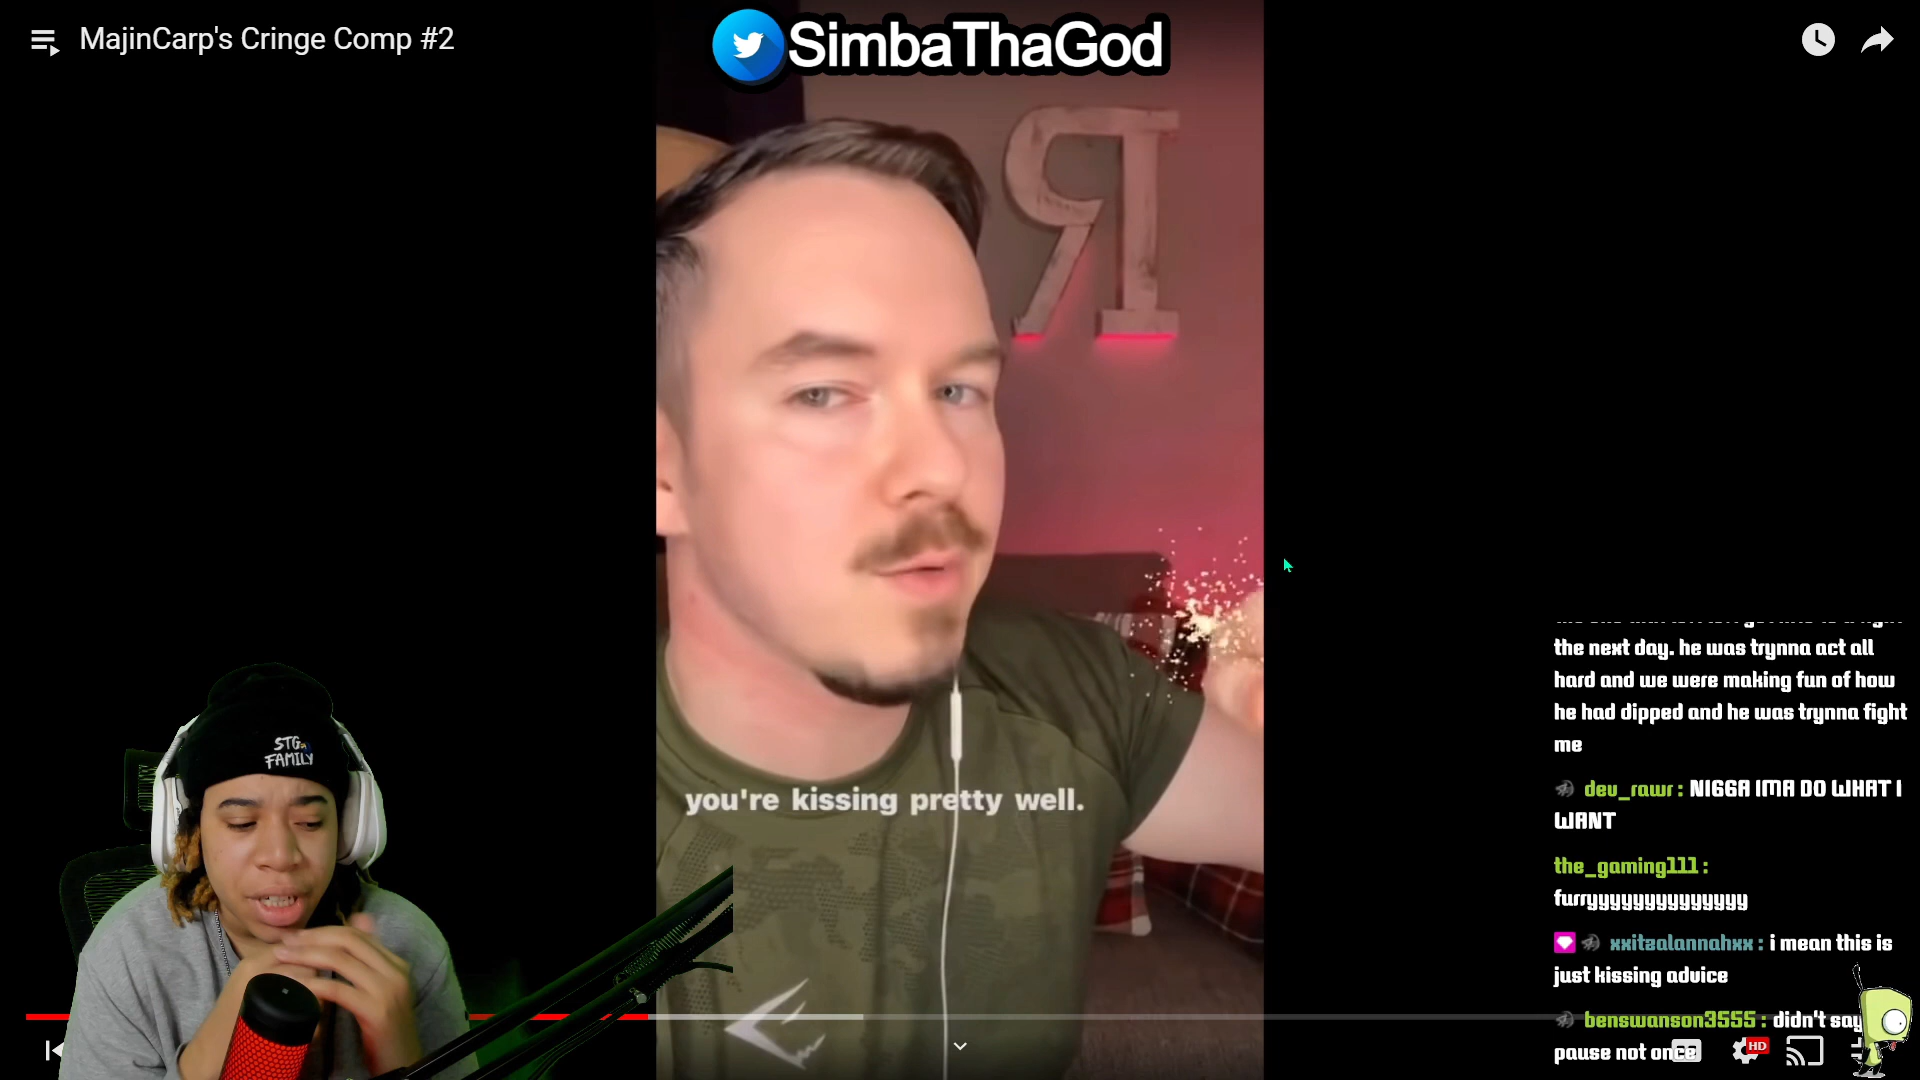 MajinCarp's Cringe Comp #2
SimbaThaGod
R
you're kissing pretty well.
STG
FAMILY
the next day. he was trynna act all
hard and we were making fun of how
he had dipped and he was trynna fight
me
dev_rawr : NIGGA IMA DO WHAT I
WANT
the_gaming111 :
furryyyyyyyyyyyyyyy
xxitzalannahxx : i mean this is
just kissing advice
benswanson3555 : didn't say
pause not once
HD